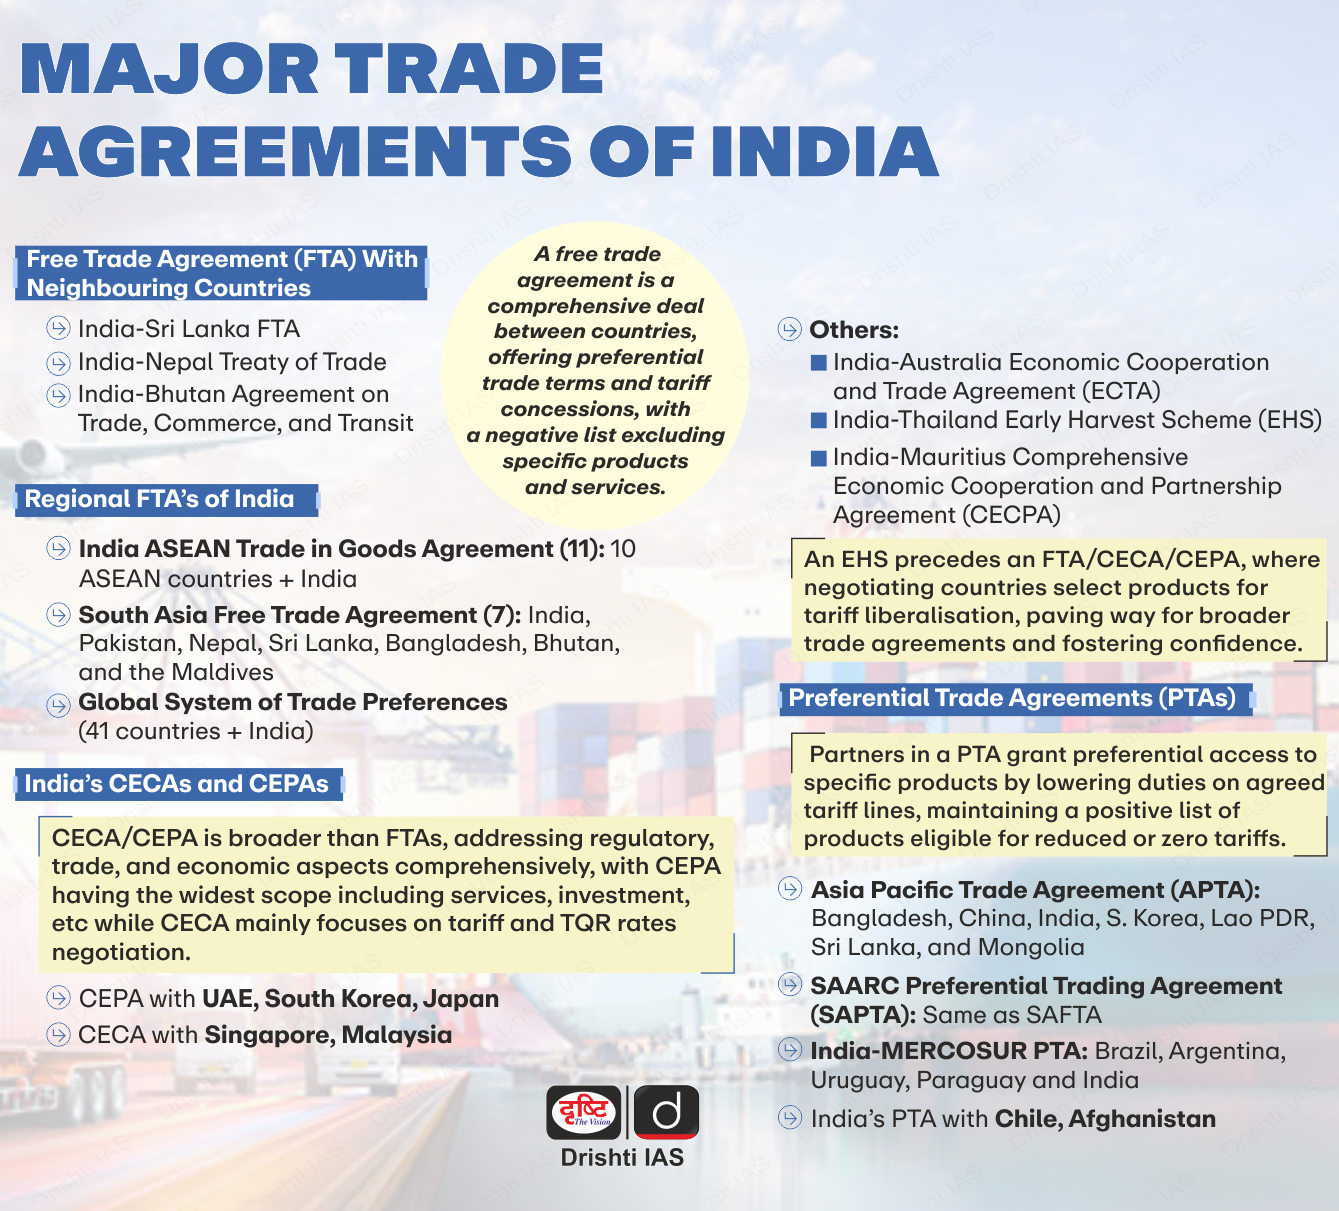 MAJOR TRADE
AGREEMENTS OF INDIA
Free Trade Agreement (FTA) With
Neighbouring Countries
India-Sri Lanka FTA
India-Nepal Treaty of Trade
India-Bhutan Agreement on
Trade, Commerce, and Transit
A free trade
agreement is a
comprehensive deal
between countries,
offering preferential
trade terms and tariff
concessions, with
a negative list excluding
specific products
and services.
Regional FTA's of India
India ASEAN Trade in Goods Agreement (11): 10
ASEAN countries + India
South Asia Free Trade Agreement (7): India,
Pakistan, Nepal, Sri Lanka, Bangladesh, Bhutan,
and the Maldives
Global System of Trade Preferences
(41 countries + India)
India's CECAs and CEPAs
CECA/CEPA is broader than FTAs, addressing regulatory,
trade, and economic aspects comprehensively, with CEPA
having the widest scope including services, investment,
etc while CECA mainly focuses on tariff and TQR rates
negotiation.
CEPA with UAE, South Korea, Japan
CECA with Singapore, Malaysia
Others:
India-Australia Economic Cooperation
and Trade Agreement (ECTA)
India-Thailand Early Harvest Scheme (EHS)
India-Mauritius Comprehensive
Economic Cooperation and Partnership
Agreement (CECPA)
An EHS precedes an FTA/CECA/CEPA, where
negotiating countries select products for
tariff liberalisation, paving way for broader
trade agreements and fostering confidence.
Preferential Trade Agreements (PTAs)
Partners in a PTA grant preferential access to
specific products by lowering duties on agreed
tariff lines, maintaining a positive list of
products eligible for reduced or zero tariffs.
Asia Pacific Trade Agreement (APTA):
Bangladesh, China, India, S. Korea, Lao PDR,
Sri Lanka, and Mongolia
SAARC Preferential Trading Agreement
(SAPTA): Same as SAFTA
India-MERCOSUR PTA: Brazil, Argentina,
Uruguay, Paraguay and India
India's PTA with Chile, Afghanistan
दृष्टि
The Vision
d
Drishti IAS